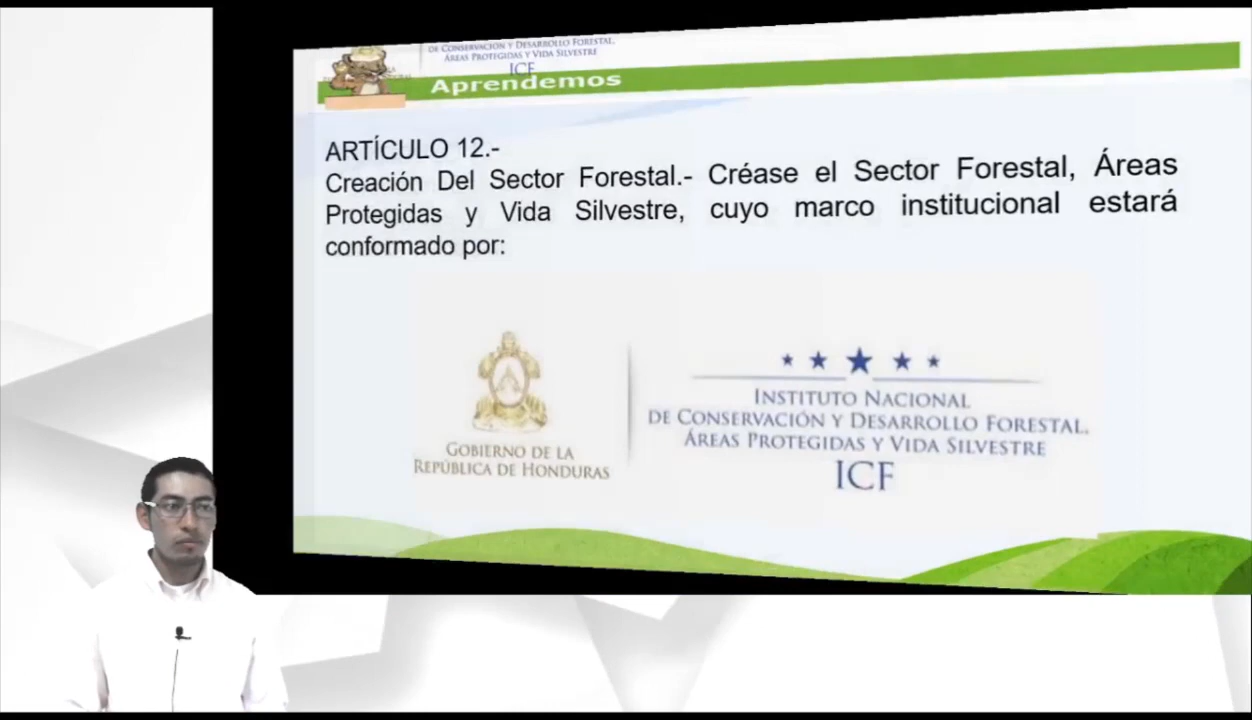 DE CONSERVACIÓN Y DESARROLLO FORESTAL,
ÁREAS PROTEGIDAS Y VIDA SILVESTRE
ICF
Aprendemos
ARTÍCULO 12.-
Creación Del Sector Forestal.- Créase el Sector Forestal, Áreas
Protegidas y Vida Silvestre, cuyo marco institucional estará
conformado por:
GOBIERNO DE LA
REPÚBLICA DE HONDURAS
INSTITUTO NACIONAL
DE CONSERVACIÓN Y DESARROLLO FORESTAL,
ÁREAS PROTEGIDAS Y VIDA SILVESTRE
ICF